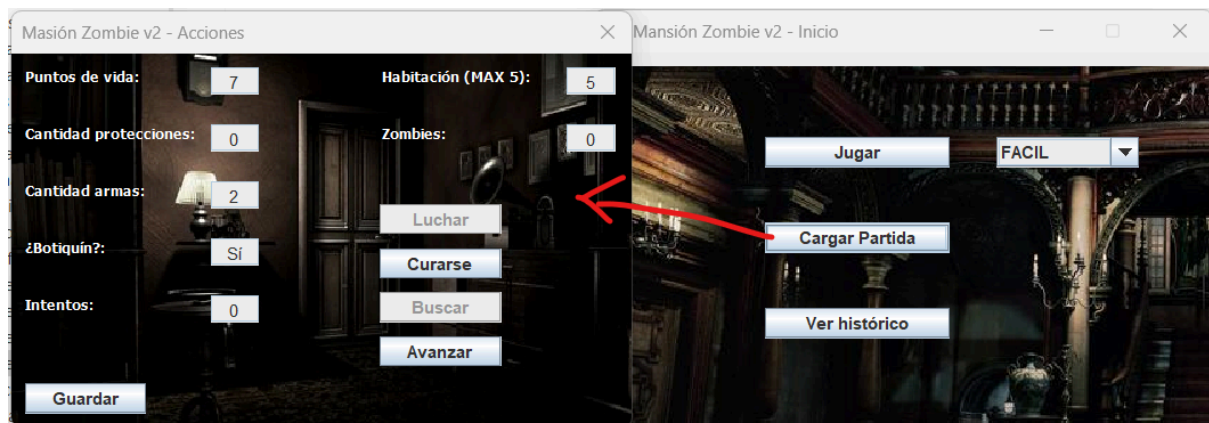 Masión Zombie v2 - Acciones
Puntos de vida: 7
Habitación (MAX 5): 5
Cantidad protecciones: 0
Zombies: 0
Cantidad armas: 2
Luchar
¿Botiquín?: Sí
Curarse
Intentos: 0
Buscar
Avanzar
Guardar
Mansión Zombie v2 - Inicio
Jugar
FACIL
Cargar Partida
Ver histórico